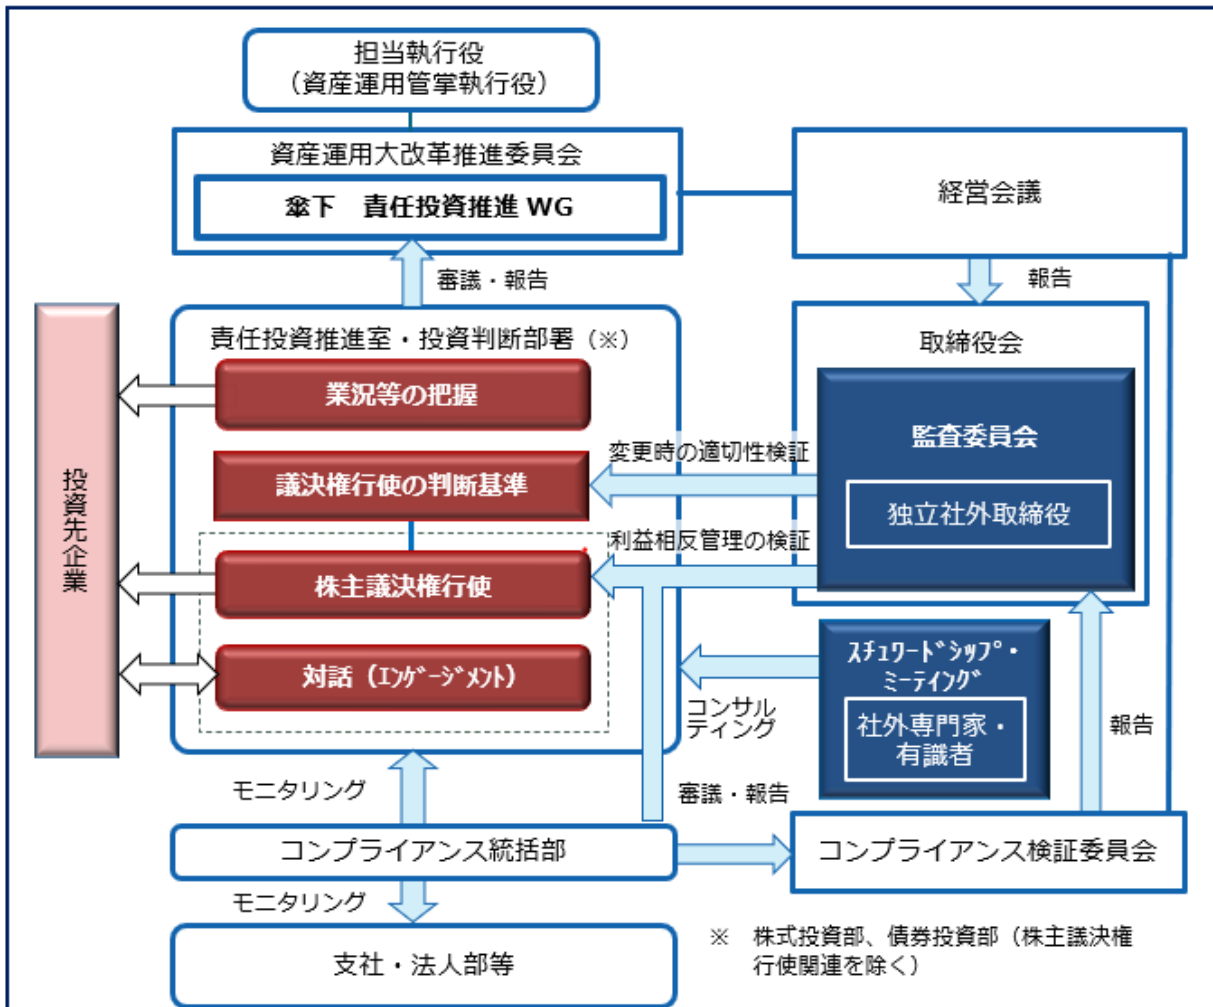 担当執行役
（資産運用管掌執行役）
資産運用大改革推進委員会
傘下　責任投資推進 WG
経営会議
審議・報告
報告
責任投資推進室・投資判断部署（※）
取締役会
業況等の把握
監査委員会
変更時の適切性検証
議決権行使の判断基準
独立社外取締役
投資先企業
利益相反管理の検証
株主議決権行使
ｽﾁｭﾜｰﾄﾞｼｯﾌﾟ・
ﾐｰﾃｨﾝｸﾞ
対話（ｴﾝｹﾞｰｼﾞﾒﾝﾄ）
コンサル
ティング
社外専門家・
有識者
報告
モニタリング
審議・報告
コンプライアンス統括部
コンプライアンス検証委員会
モニタリング
支社・法人部等
※　株式投資部、債券投資部（株主議決権
行使関連を除く）